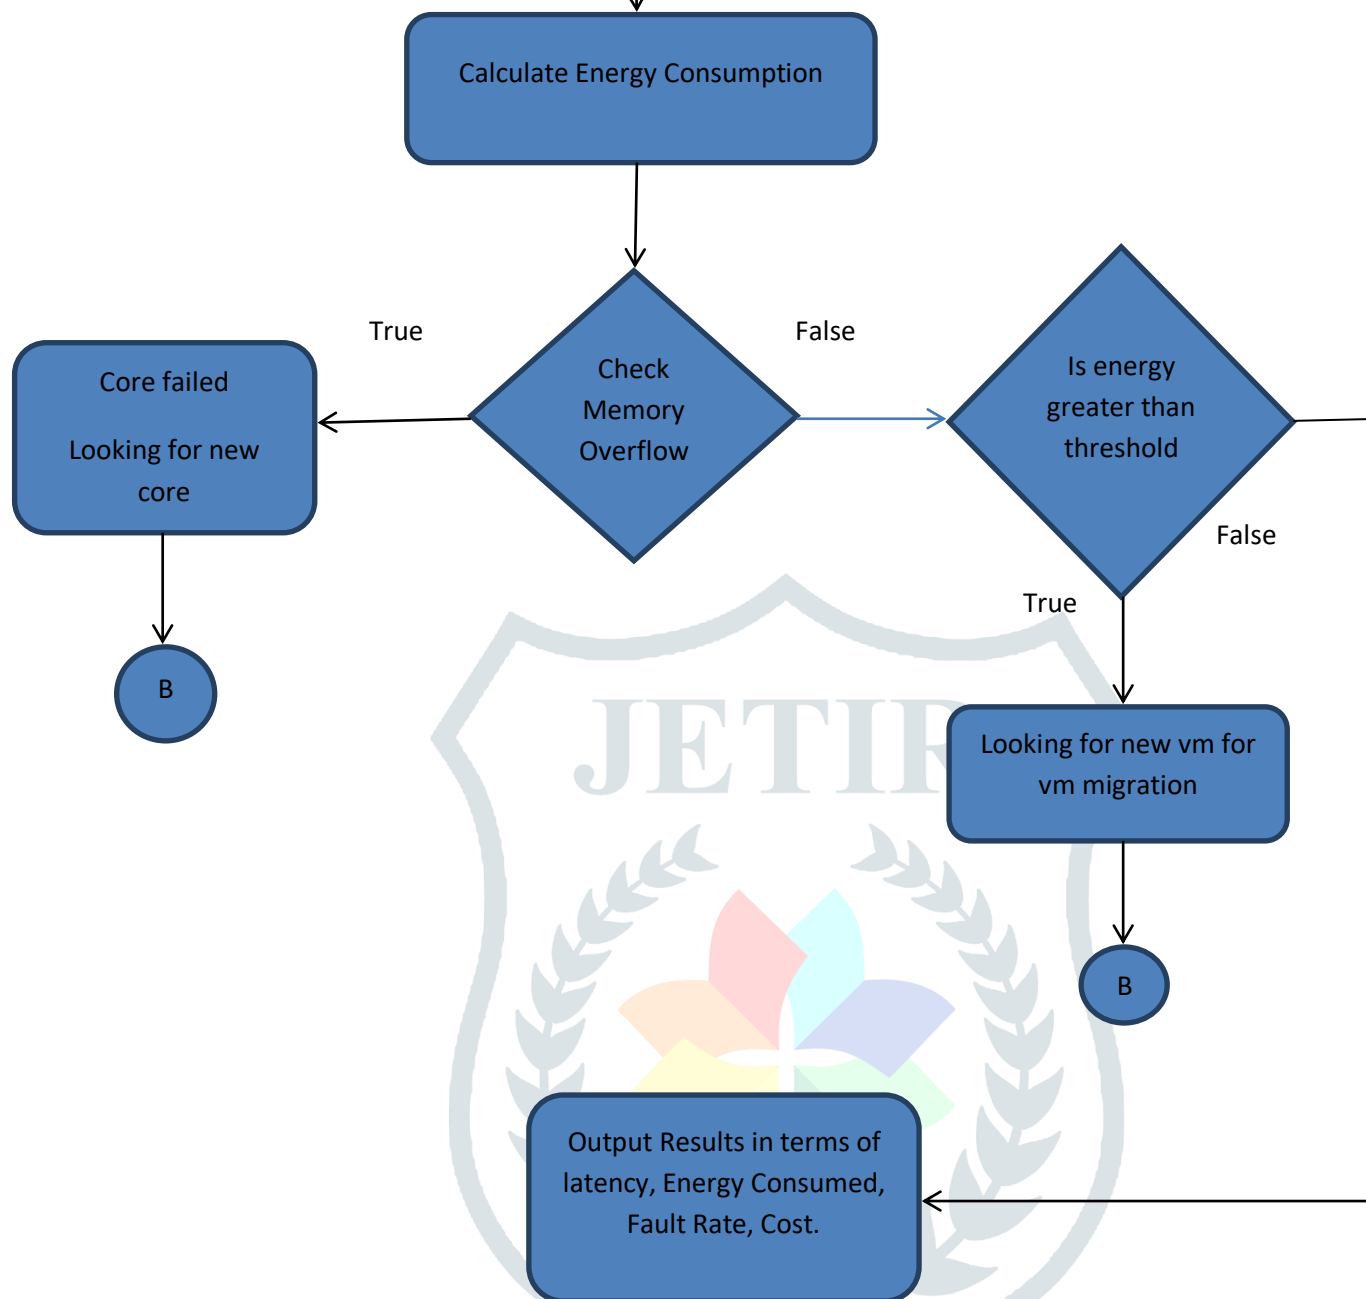 Calculate Energy Consumption
True
False
Core failed
Looking for new
core
Check
Memory
Overflow
Is energy
greater than
threshold
False
True
B
JETIR
Looking for new vm for
vm migration
B
Output Results in terms of
latency, Energy Consumed,
Fault Rate, Cost.